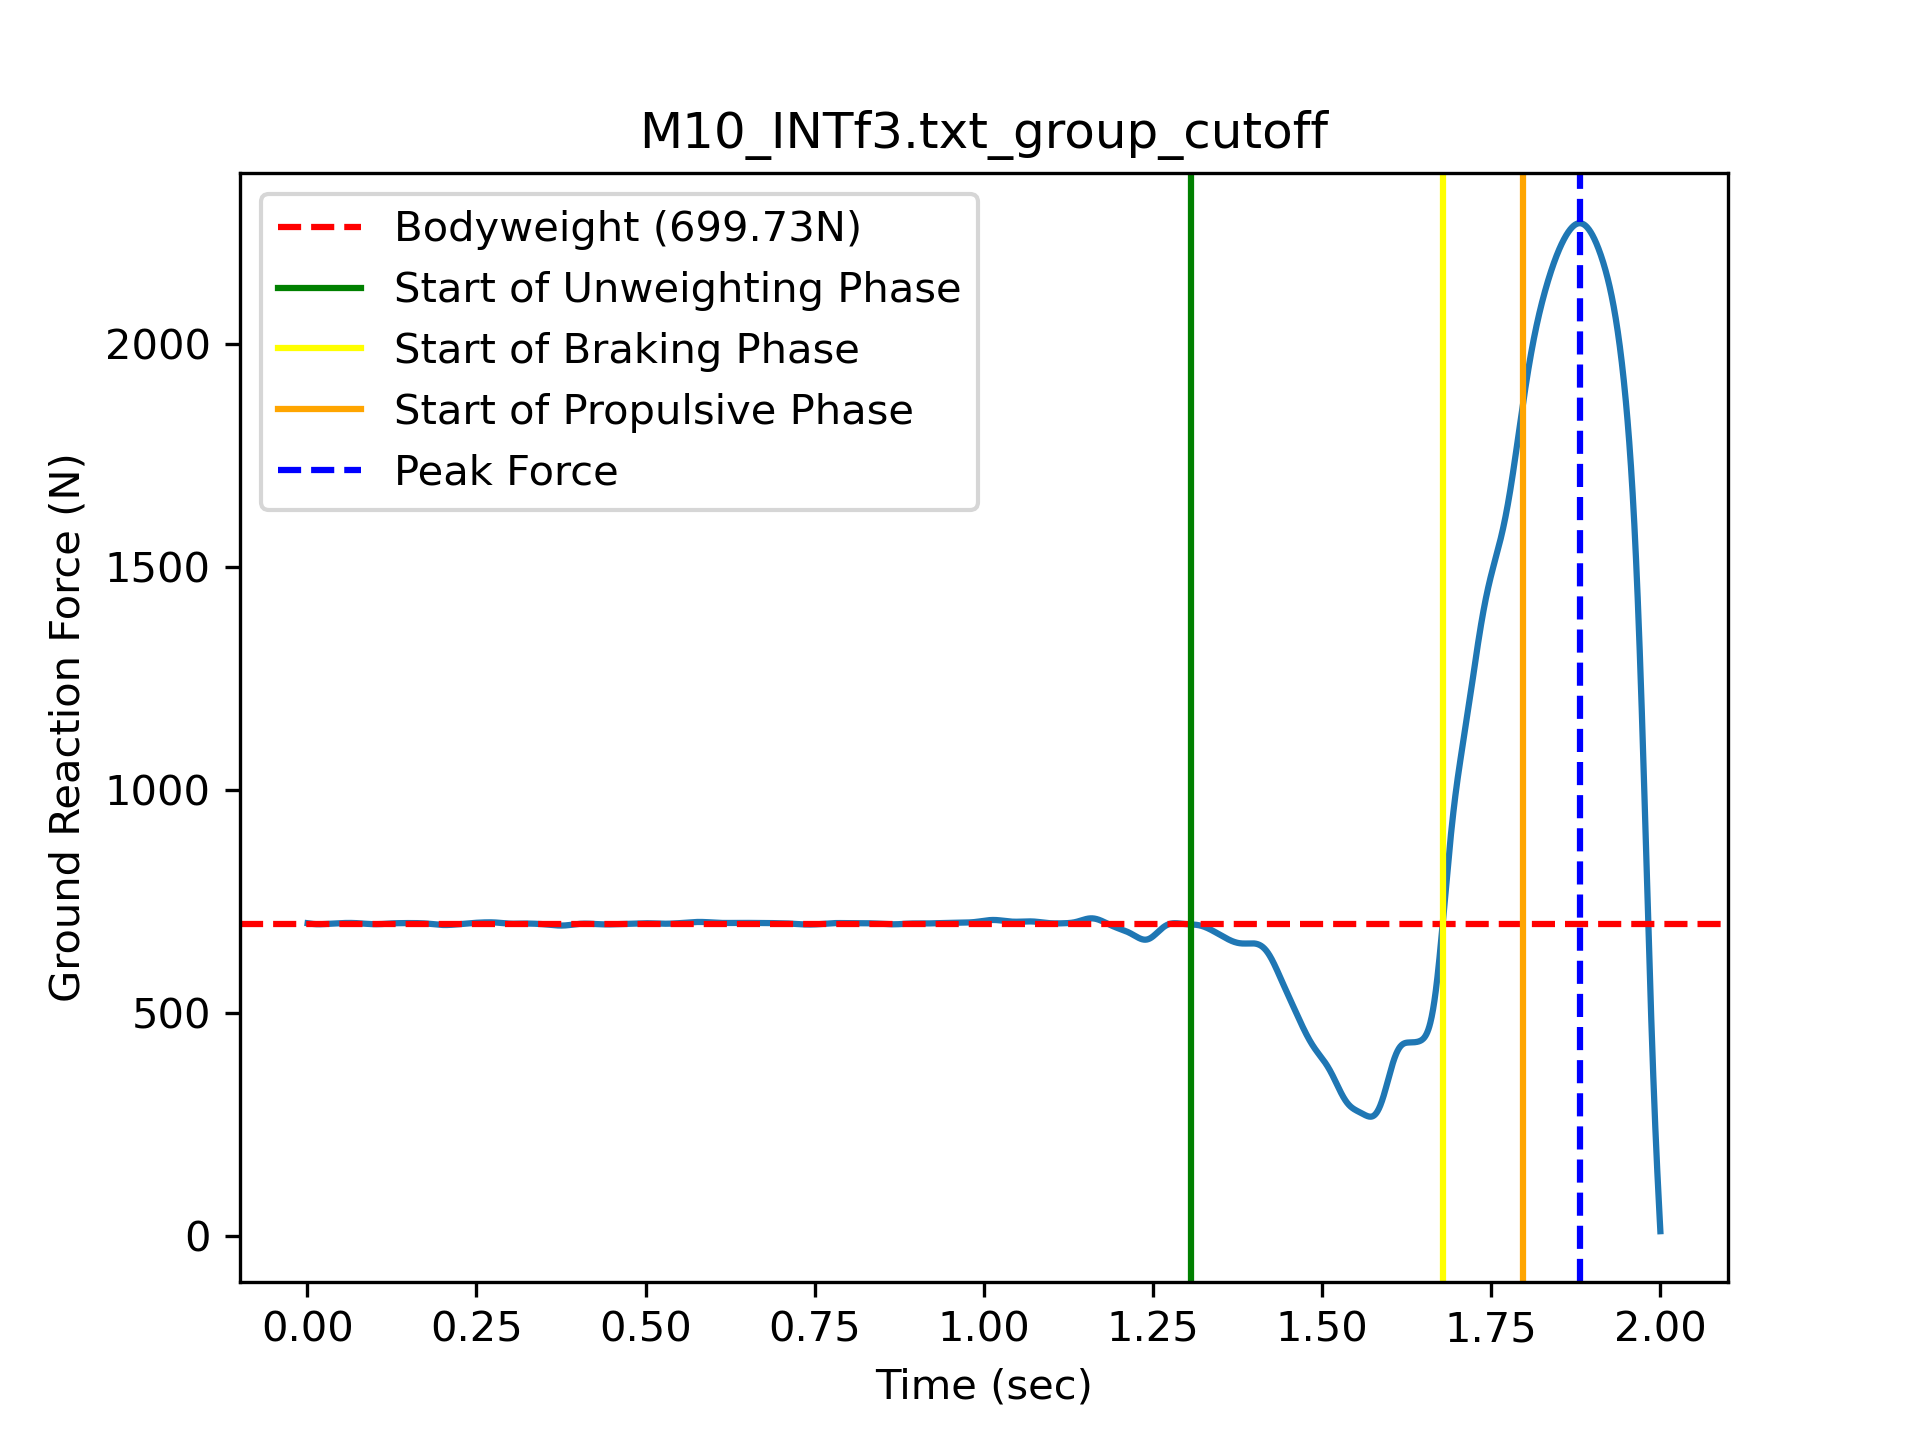 M10_INTf3.txt_group_cutoff
Bodyweight (699.73N)
Start of Unweighting Phase
Start of Braking Phase
Start of Propulsive Phase
Peak Force
Ground Reaction Force (N)
2000
1500
1000
500
0
0.00 0.25 0.50 0.75 1.00 1.25 1.50 1.75 2.00
Time (sec)